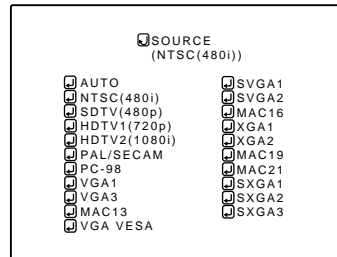 SOURCE
(NTSC(480i))
AUTO
NTSC(480i)
SDTV(480p)
HDTV1(720p)
HDTV2(1080i)
PAL/SECAM
PC-98
VGA1
VGA3
MAC13
VGA VESA
SVGA1
SVGA2
MAC16
XGA1
XGA2
MAC19
MAC21
SXGA1
SXGA2
SXGA3